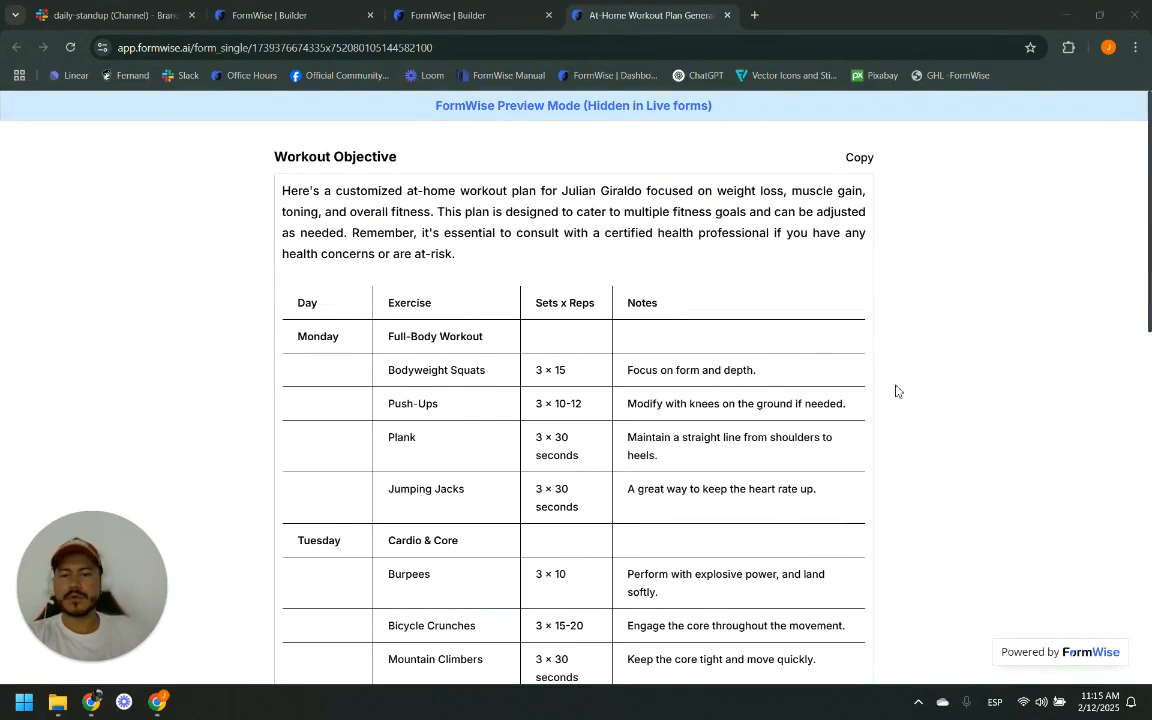 daily-standup (Channel) - Bran
FormWise | Builder
FormWise | Builder
At-Home Workout Plan Genera
app.formwise.ai/form_single/1739376674335x752080105144582100
J
Linear
Fernand
Slack
Office Hours
Official Community...
Loom
FormWise Manual
FormWise | Dashbo...
ChatGPT
Vector Icons and Sti...
px Pixabay
GHL -FormWise
FormWise Preview Mode (Hidden in Live forms)
Workout Objective
Copy
Here's a customized at-home workout plan for Julian Giraldo focused on weight loss, muscle gain,
toning, and overall fitness. This plan is designed to cater to multiple fitness goals and can be adjusted
as needed. Remember, it's essential to consult with a certified health professional if you have any
health concerns or are at-risk.
Day Exercise Sets x Reps Notes
Monday Full-Body Workout
Bodyweight Squats 3 × 15 Focus on form and depth.
Push-Ups 3 × 10-12 Modify with knees on the ground if needed.
Plank 3 × 30 Maintain a straight line from shoulders to
seconds heels.
Jumping Jacks 3 × 30 A great way to keep the heart rate up.
seconds
Tuesday Cardio & Core
Burpees 3 × 10 Perform with explosive power, and land
softly.
Bicycle Crunches 3 × 15-20 Engage the core throughout the movement.
Mountain Climbers 3 × 30 Keep the core tight and move quickly.
seconds
Powered by FormWise
ESP
11:15 AM
2/12/2025